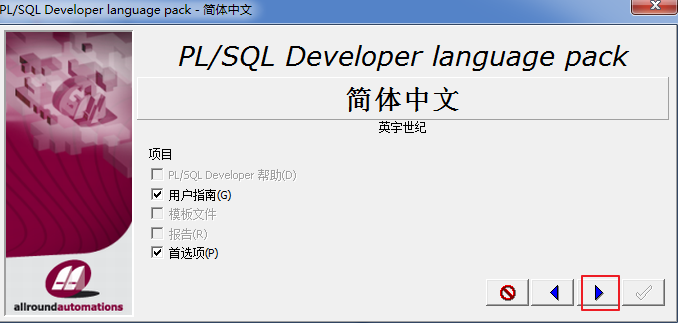 PL/SQL Developer language pack - 简体中文
PL/SQL Developer language pack
简体中文
英宇世纪
项目
PL/SQL Developer 帮助(D)
用户指南(G)
模板文件
报告(R)
首选项(P)
allroundautomations